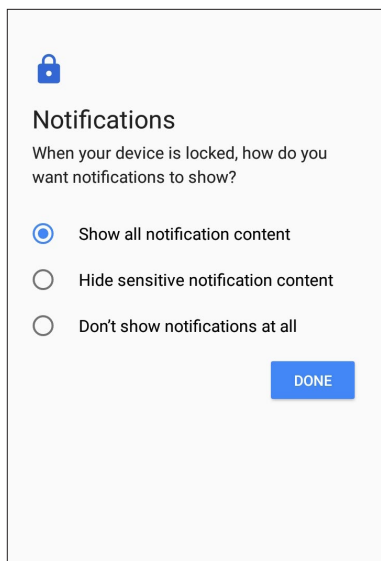 Notifications
When your device is locked, how do you
want notifications to show?
Show all notification content
Hide sensitive notification content
Don’t show notifications at all
DONE